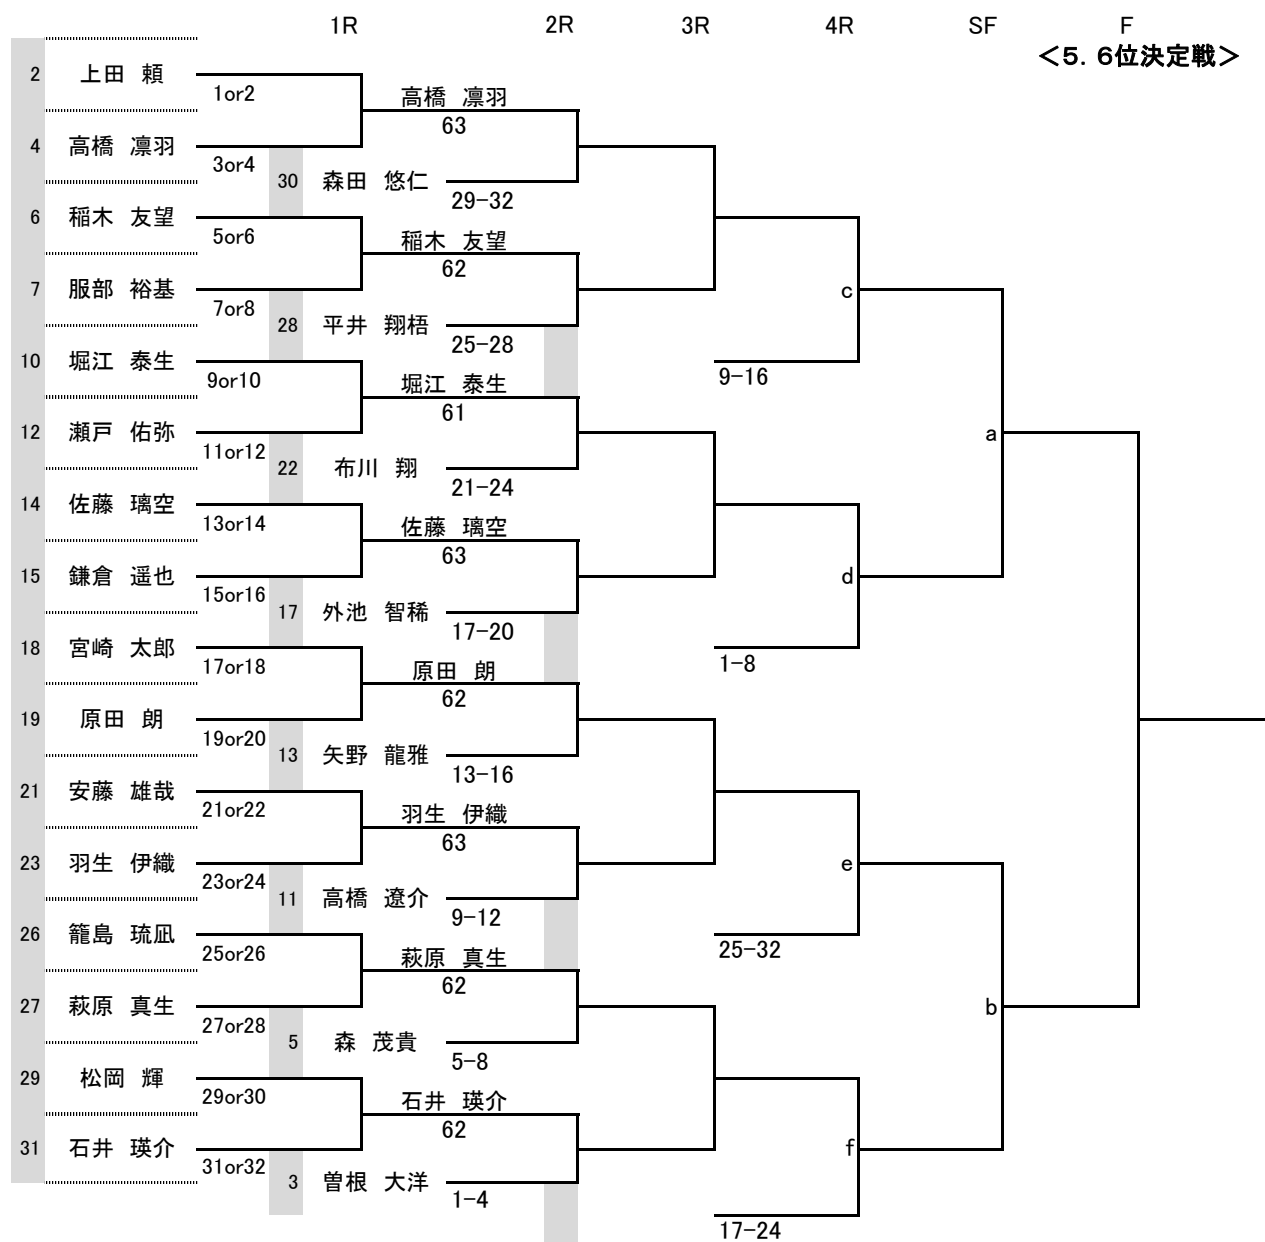 1R 2R 3R 4R SF F
＜5．6位決定戦＞
2 上田 頼
1or2
高橋 凛羽
63
4 高橋 凛羽
3or4
30 森田 悠仁
29−32
6 稲木 友望
5or6
稲木 友望
62
7 服部 裕基
c
7or8
28 平井 翔梧
25−28
10 堀江 泰生
9or10
9−16
堀江 泰生
61
12 瀬戸 佑弥
a
11or12
22 布川 翔
21−24
14 佐藤 璃空
13or14
佐藤 璃空
63
15 鎌倉 遥也
d
15or16
17 外池 智稀
17−20
18 宮崎 太郎
17or18
1−8
原田 朗
62
19 原田 朗
19or20
13 矢野 龍雅
13−16
21 安藤 雄哉
21or22
羽生 伊織
63
23 羽生 伊織
e
23or24
11 高橋 遼介
9−12
26 籠島 琉凪
25or26
25−32
萩原 真生
62
27 萩原 真生
b
27or28
5 森 茂貴
5−8
29 松岡 輝
29or30
石井 瑛介
62
31 石井 瑛介
f
31or32
3 曽根 大洋
1−4
17−24